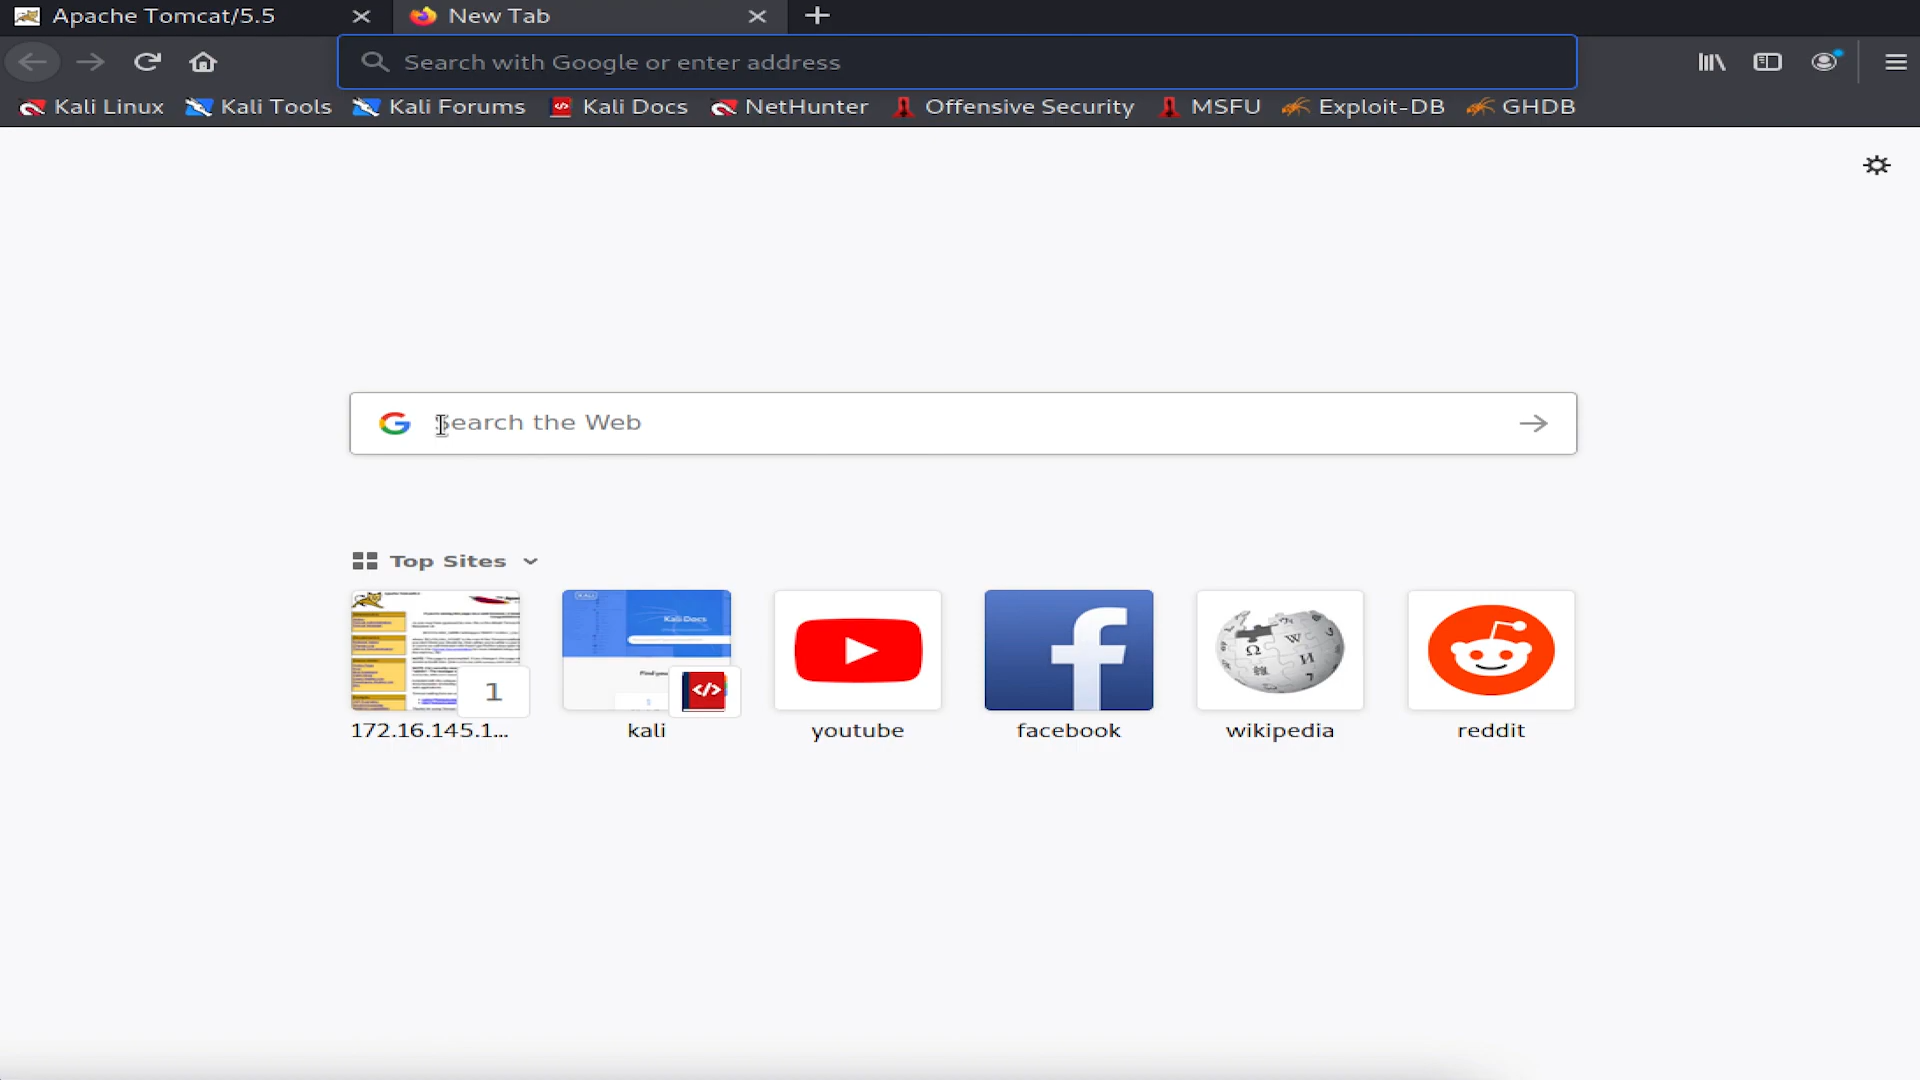 Apache Tomcat/5.5
New Tab
Search with Google or enter address
Kali Linux
Kali Tools
Kali Forums
Kali Docs
NetHunter
Offensive Security
MSFU
Exploit-DB
GHDB
Search the Web
Top Sites
Kali Docs
1
172.16.145.1...
kali
youtube
facebook
wikipedia
reddit